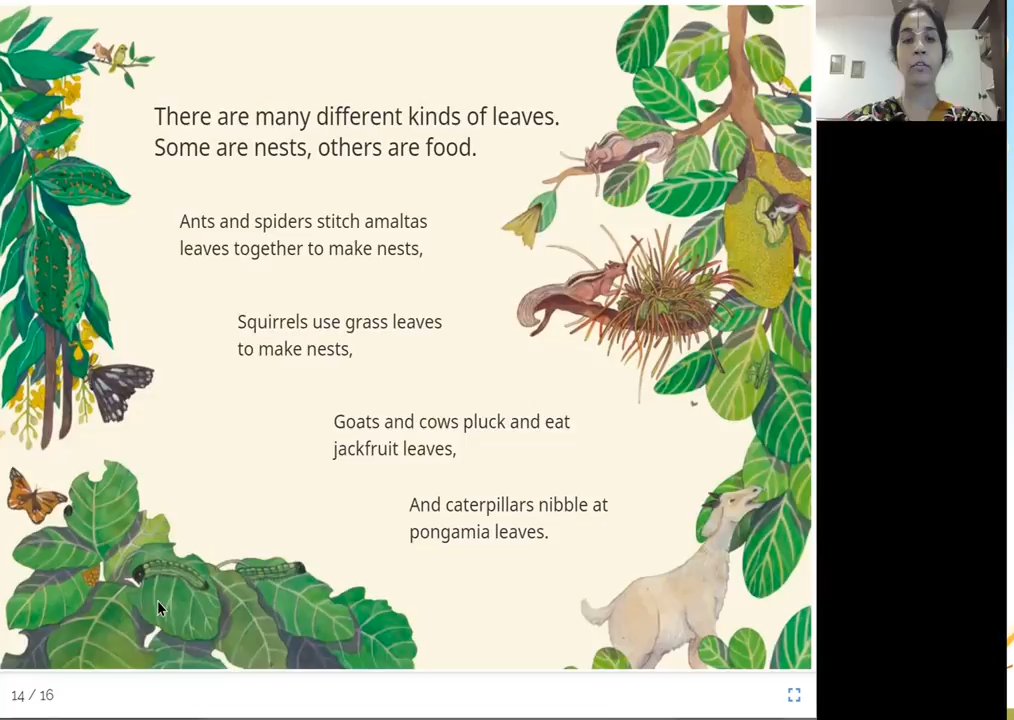 There are many different kinds of leaves.
Some are nests, others are food.
Ants and spiders stitch amaltas
leaves together to make nests,
Squirrels use grass leaves
to make nests,
Goats and cows pluck and eat
jackfruit leaves,
And caterpillars nibble at
pongamia leaves.
14 / 16